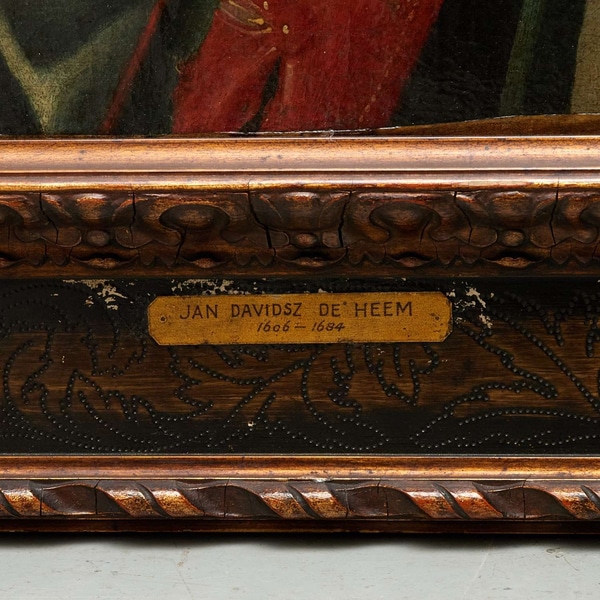 JAN DAVIDSZ DE HEEM
1606 – 1684